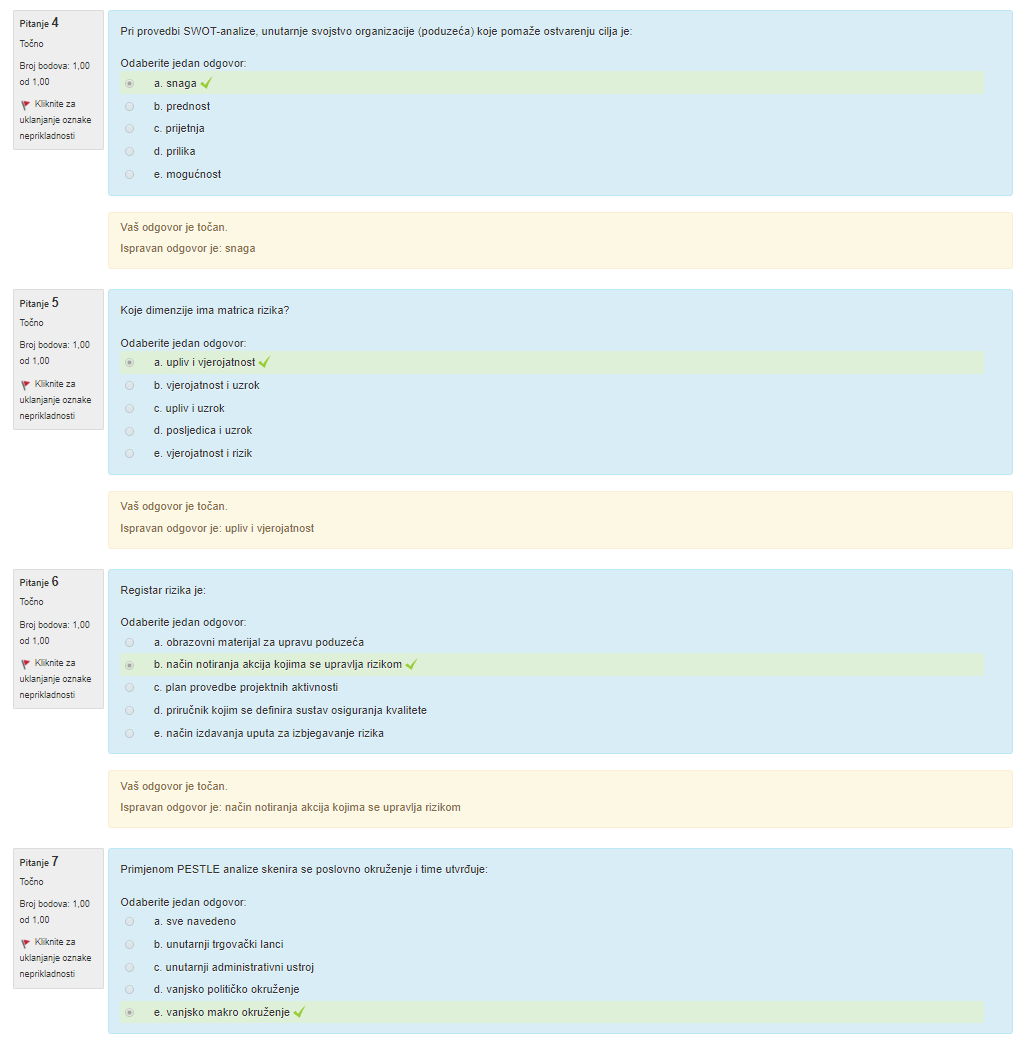 Pitanje 4
Točno
Broj bodova: 1,00
od 1,00
Kliknite za
uklanjanje oznake
neprikladnosti
Pri provedbi SWOT-analize, unutarnje svojstvo organizacije (poduzeća) koje pomaže ostvarenju cilja je:
Odaberite jedan odgovor:
a. snaga
b. prednost
c. prijetnja
d. prilika
e. mogućnost
Vaš odgovor je točan.
Ispravan odgovor je: snaga
Pitanje 5
Točno
Broj bodova: 1,00
od 1,00
Kliknite za
uklanjanje oznake
neprikladnosti
Koje dimenzije ima matrica rizika?
Odaberite jedan odgovor:
a. upliv i vjerojatnost
b. vjerojatnost i uzrok
c. upliv i uzrok
d. posljedica i uzrok
e. vjerojatnost i rizik
Vaš odgovor je točan.
Ispravan odgovor je: upliv i vjerojatnost
Pitanje 6
Točno
Broj bodova: 1,00
od 1,00
Kliknite za
uklanjanje oznake
neprikladnosti
Registar rizika je:
Odaberite jedan odgovor:
a. obrazovni materijal za upravu poduzeća
b. način notiranja akcija kojima se upravlja rizikom
c. plan provedbe projektnih aktivnosti
d. priručnik kojim se definira sustav osiguranja kvalitete
e. način izdavanja uputa za izbjegavanje rizika
Vaš odgovor je točan.
Ispravan odgovor je: način notiranja akcija kojima se upravlja rizikom
Pitanje 7
Točno
Broj bodova: 1,00
od 1,00
Kliknite za
uklanjanje oznake
neprikladnosti
Primjenom PESTLE analize skenira se poslovno okruženje i time utvrđuje:
Odaberite jedan odgovor:
a. sve navedeno
b. unutarnji trgovački lanci
c. unutarnji administrativni ustroj
d. vanjsko političko okruženje
e. vanjsko makro okruženje